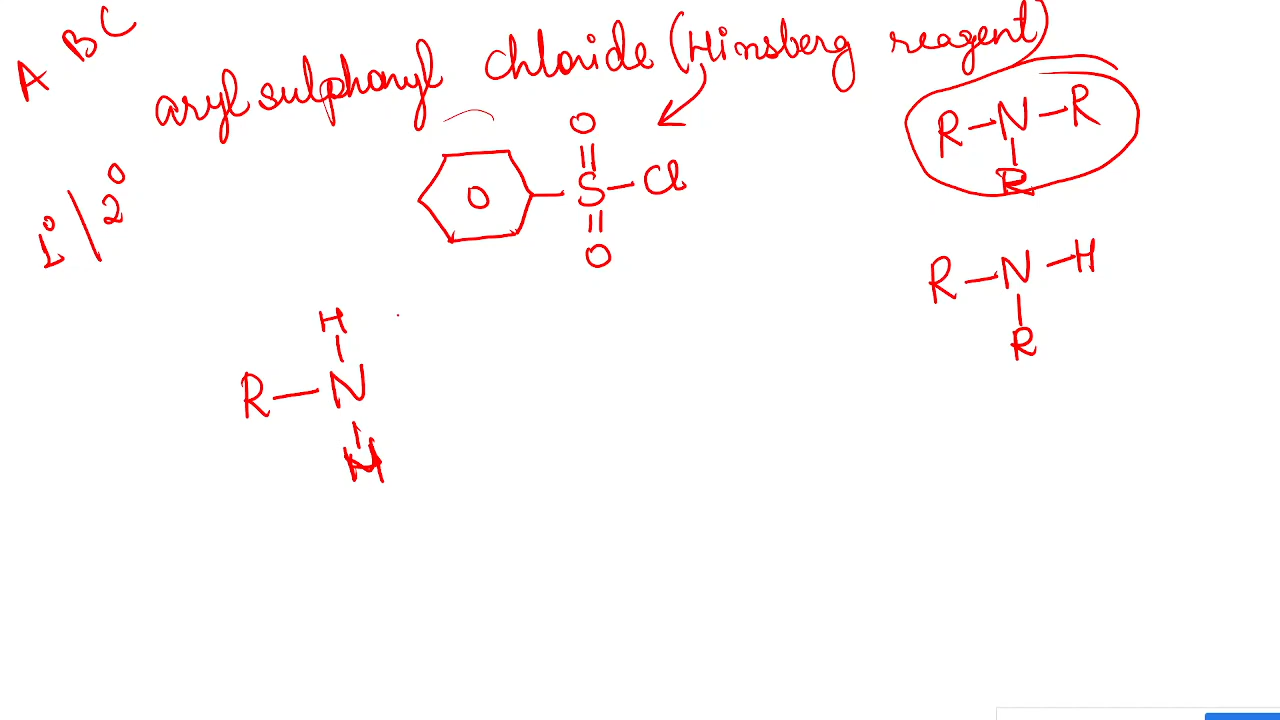 A B C
aryl sulphonyl chloride (Hinsberg reagent)
R-N-R
R
O
S-Cl
O
O
1°/2°
R-N-H
R
H
R-N
H